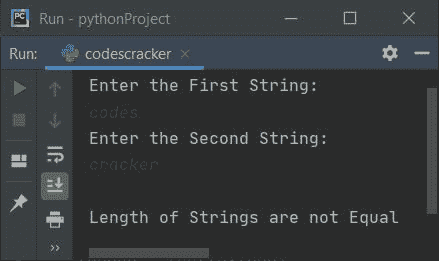 PC
Run - pythonProject
Run:
codescracker
Enter the First String:
codes
Enter the Second String:
cracker
Length of Strings are not Equal